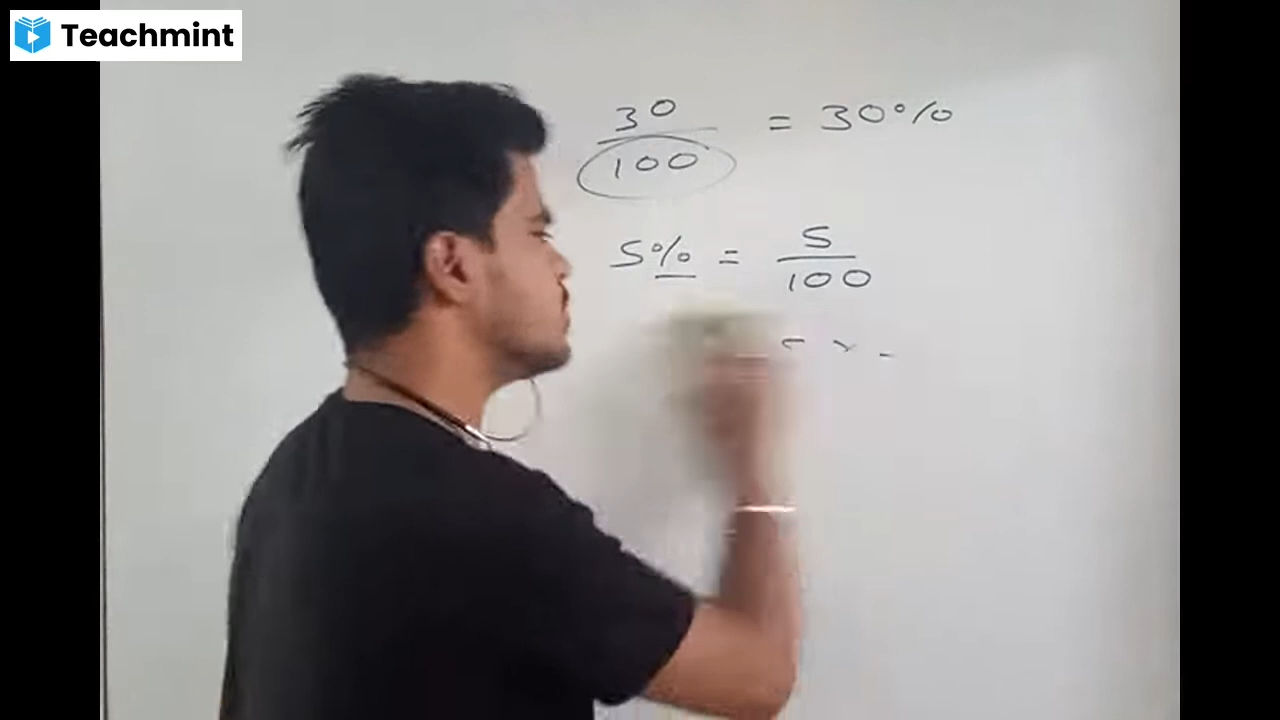 Teachmint
30/100 = 30%
5% = 5/100